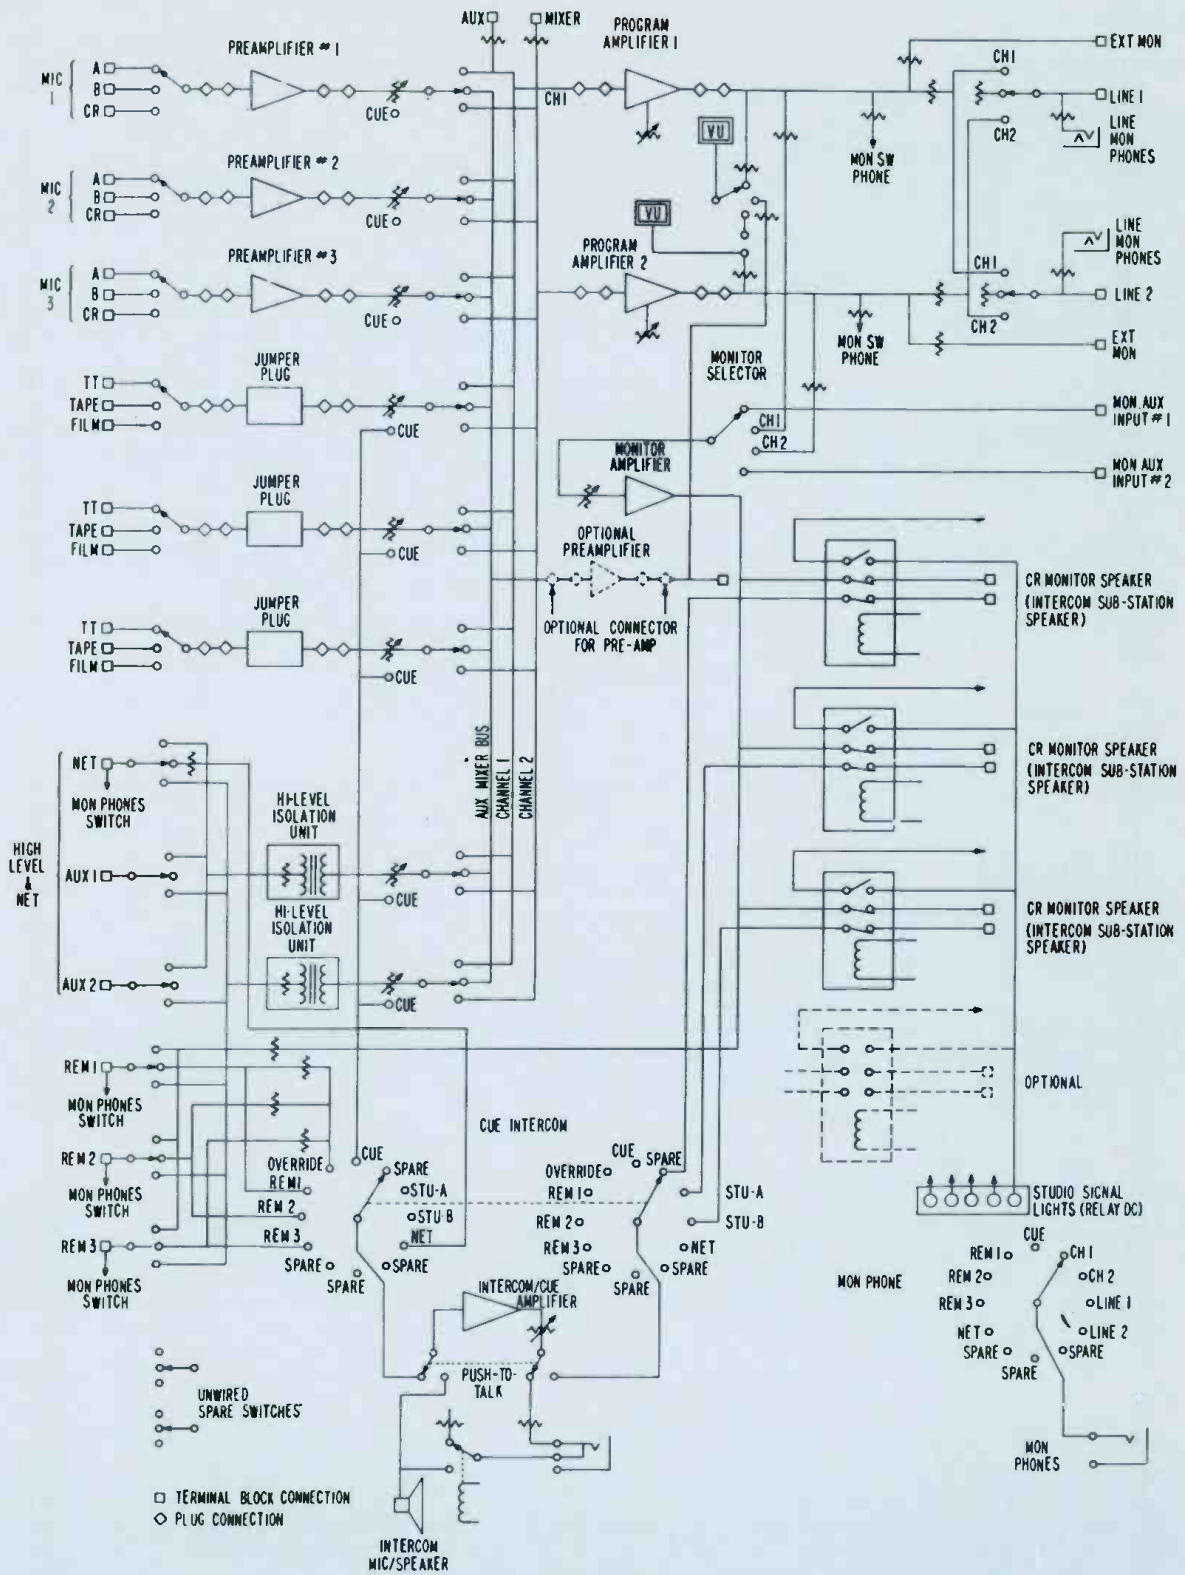 AUX
MIXER
PROGRAM
AMPLIFIER 1
PREAMPLIFIER #1
MIC
1
A
B
CR
CUE
CH1
VU
MON SW
PHONE
CH1
CH2
EXT MON
LINE 1
LINE
MON
PHONES
PREAMPLIFIER #2
MIC
2
A
B
CR
CUE
VU
PROGRAM
AMPLIFIER 2
LINE
MON
PHONES
PREAMPLIFIER #3
MIC
3
A
B
CR
CUE
MON SW
PHONE
CH1
CH2
LINE 2
EXT
MON
JUMPER
PLUG
TT
TAPE
FILM
CUE
MONITOR
SELECTOR
CH1
CH2
MON. AUX
INPUT #1
MONITOR
AMPLIFIER
MON AUX
INPUT #2
JUMPER
PLUG
TT
TAPE
FILM
CUE
OPTIONAL
PREAMPLIFIER
OPTIONAL CONNECTOR
FOR PRE-AMP
CR MONITOR SPEAKER
(INTERCOM SUB-STATION
SPEAKER)
JUMPER
PLUG
TT
TAPE
FILM
CUE
AUX MIXER BUS
CHANNEL 1
CHANNEL 2
CR MONITOR SPEAKER
(INTERCOM SUB-STATION
SPEAKER)
HIGH
LEVEL
&
NET
NET
MON PHONES
SWITCH
HI-LEVEL
ISOLATION
UNIT
AUX 1
CUE
HI-LEVEL
ISOLATION
UNIT
AUX 2
CUE
CR MONITOR SPEAKER
(INTERCOM SUB-STATION
SPEAKER)
OPTIONAL
REM 1
MON PHONES
SWITCH
REM 2
MON PHONES
SWITCH
REM 3
MON PHONES
SWITCH
CUE INTERCOM
CUE
OVERRIDE
SPARE
REM 1
STU-A
REM 2
STU-B
REM 3
NET
SPARE
SPARE
SPARE
CUE
OVERRIDE
SPARE
REM 1
STU-A
REM 2
STU-B
REM 3
NET
SPARE
SPARE
SPARE
STUDIO SIGNAL
LIGHTS (RELAY DC)
MON PHONE
CUE
REM 1
CH 1
REM 2
CH 2
REM 3
LINE 1
NET
LINE 2
SPARE
SPARE
SPARE
INTERCOM/CUE
AMPLIFIER
PUSH-TO-
TALK
UNWIRED
SPARE SWITCHES
MON
PHONES
TERMINAL BLOCK CONNECTION
PLUG CONNECTION
INTERCOM
MIC/SPEAKER